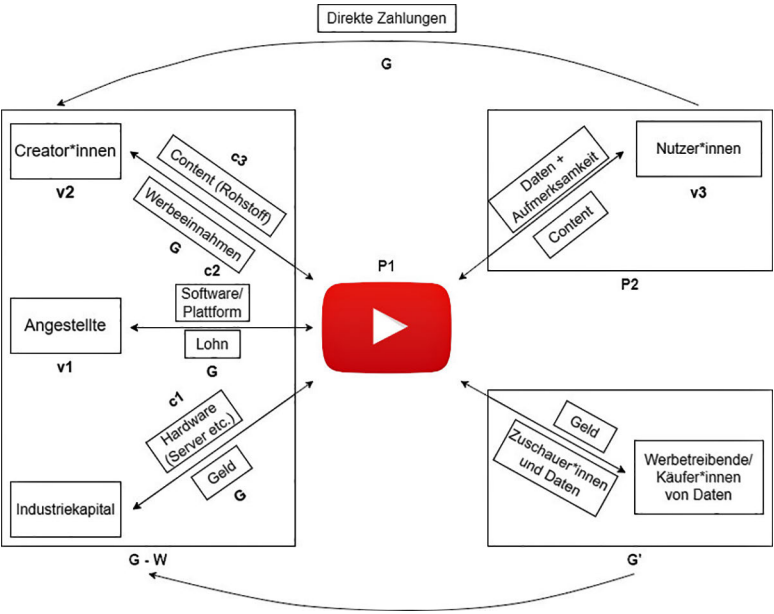 Direkte Zahlungen
G
Creator*innen
v2
c3
Content (Rohstoff)
Werbeeinnahmen
G
c2
Software/
Plattform
Angestellte
v1
Lohn
G
c1
Hardware
(Server etc.)
Geld
G
Industriekapital
G - W
P1
Daten +
Aufmerksamkeit
Content
Nutzer*innen
v3
P2
Geld
Zuschauer*innen
und Daten
Werbetreibende/
Käufer*innen
von Daten
G'